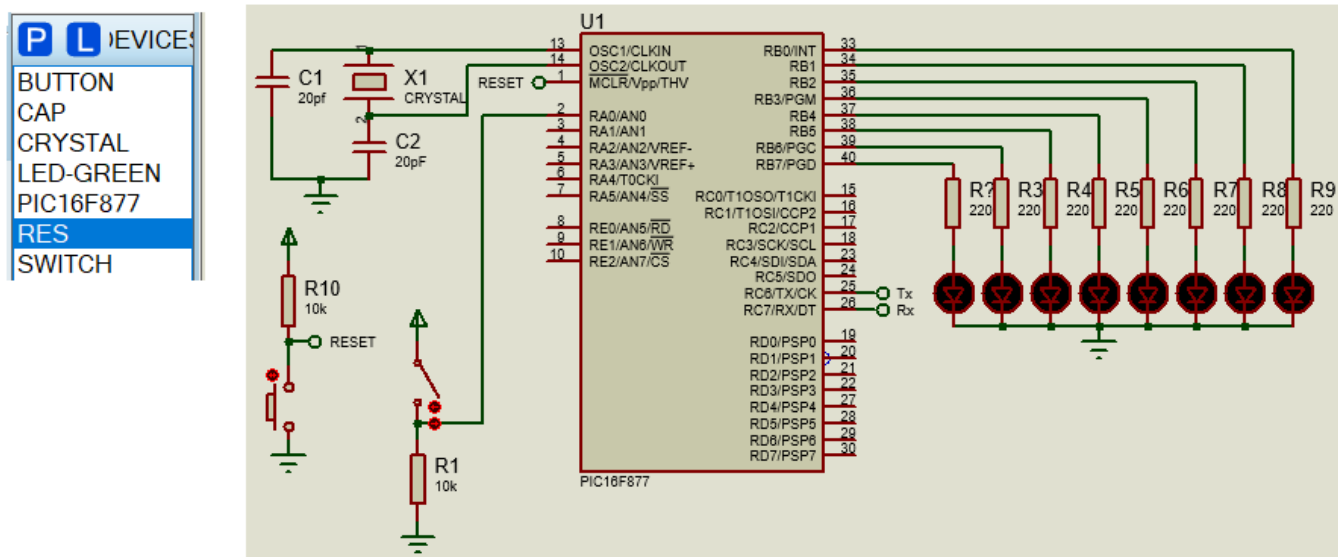 P L DEVICES
BUTTON
CAP
CRYSTAL
LED-GREEN
PIC16F877
RES
SWITCH
U1
C1
20pf
1
X1
CRYSTAL
2
C2
20pF
RESET
13 OSC1/CLKIN
14 OSC2/CLKOUT
1 MCLR/Vpp/THV
2 RA0/AN0
3 RA1/AN1
4 RA2/AN2/VREF-
5 RA3/AN3/VREF+
6 RA4/T0CKI
7 RA5/AN4/SS
8 RE0/AN5/RD
9 RE1/AN6/WR
10 RE2/AN7/CS
RB0/INT 33
RB1 34
RB2 35
RB3/PGM 36
RB4 37
RB5 38
RB6/PGC 39
RB7/PGD 40
RC0/T1OSO/T1CKI 15
RC1/T1OSI/CCP2 16
RC2/CCP1 17
RC3/SCK/SCL 18
RC4/SDI/SDA 23
RC5/SDO 24
RC6/TX/CK 25 Tx
RC7/RX/DT 26 Rx
RD0/PSP0 19
RD1/PSP1 20
RD2/PSP2 21
RD3/PSP3 22
RD4/PSP4 27
RD5/PSP5 28
RD6/PSP6 29
RD7/PSP7 30
PIC16F877
R? R3 R4 R5 R6 R7 R8 R9
220 220 220 220 220 220 220 220
R10
10k
RESET
R1
10k